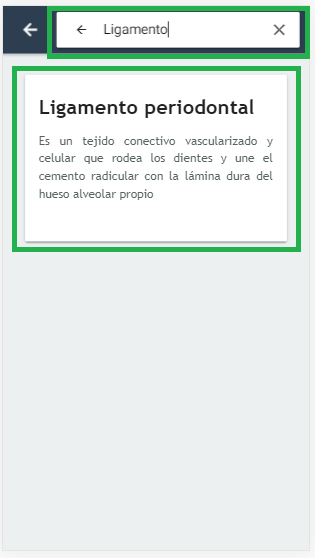 Ligamento
Ligamento periodontal
Es un tejido conectivo vascularizado y
celular que rodea los dientes y une el
cemento radicular con la lámina dura del
hueso alveolar propio